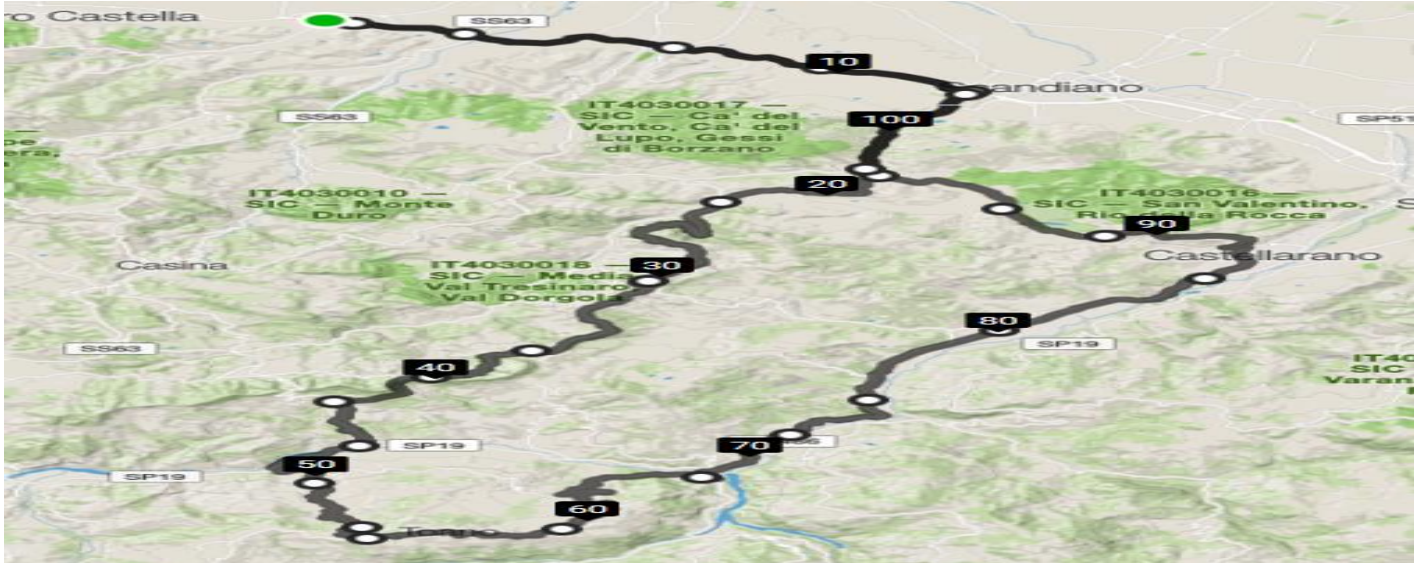 ro Castella
SS63
10
andiano
IT4030017 —
SIC — Ca' del
Vento, Ca' del
Lupo, Gessi
di Borzano
SS63
100
SP51
IT4030010 —
SIC — Monte
Duro
20
IT4030016 —
SIC — San Valentino,
Rio della Rocca
90
Casina
IT4030018 —
SIC — Media
Val Tresinaro,
Val Dorgola
30
Castellarano
80
SP19
SS63
40
IT40
SIC
Varan
SP19
SP19
50
70
60